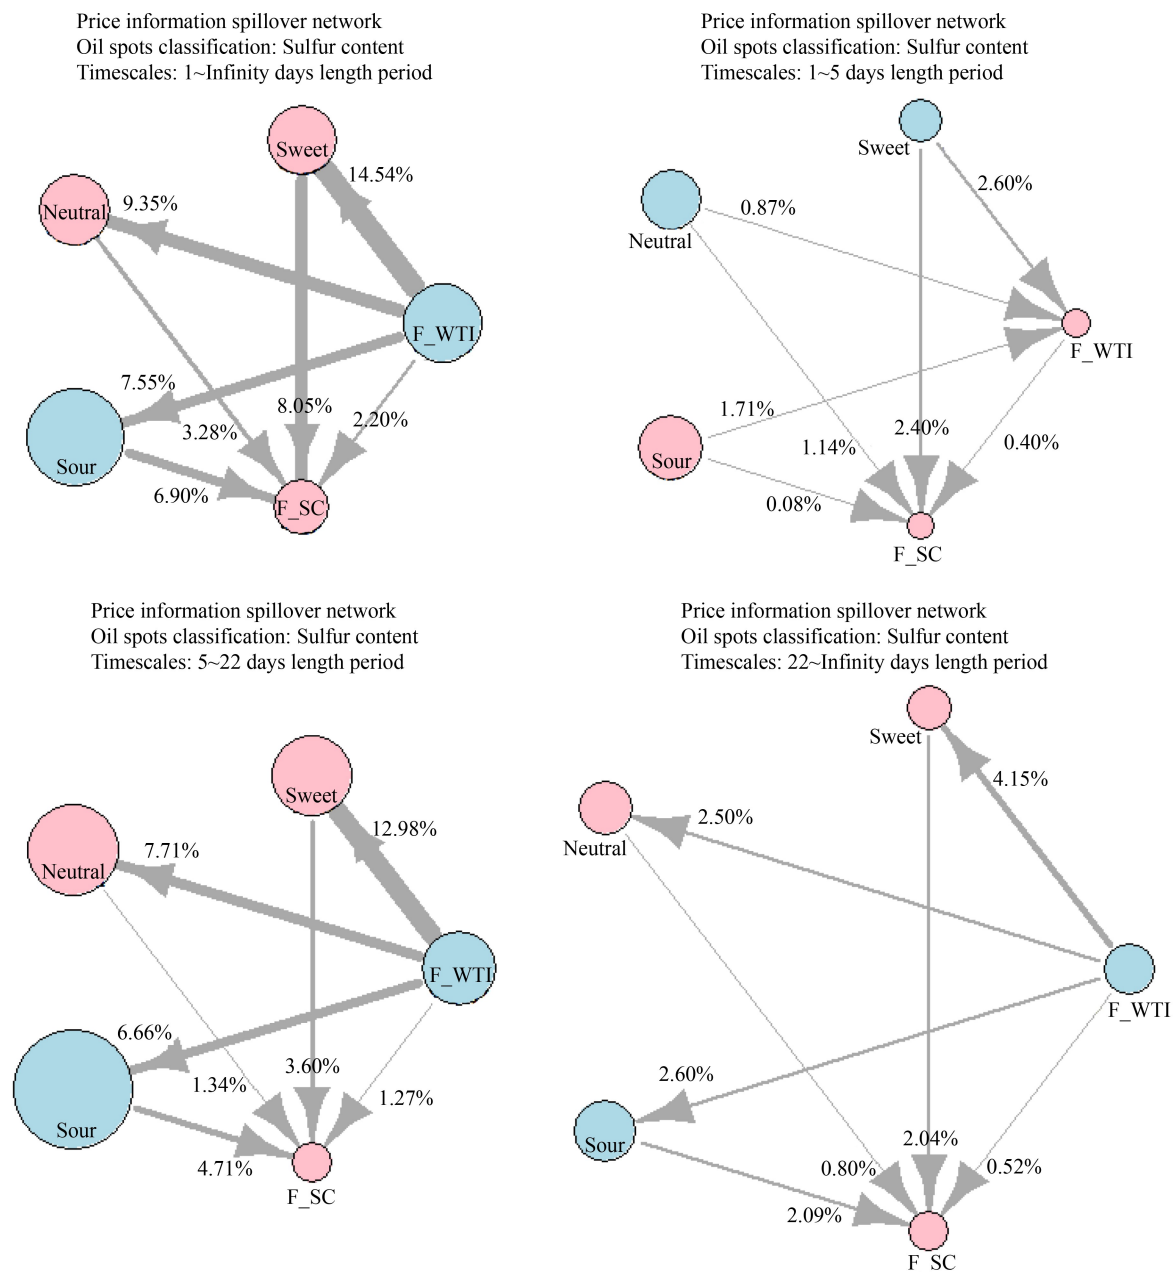 Price information spillover network
Oil spots classification: Sulfur content
Timescales: 1~Infinity days length period
Sweet
14.54%
Neutral
9.35%
F_WTI
7.55%
8.05%
2.20%
3.28%
Sour
6.90%
F_SC
Price information spillover network
Oil spots classification: Sulfur content
Timescales: 1~5 days length period
Sweet
2.60%
0.87%
Neutral
F_WTI
1.71%
2.40%
1.14%
0.40%
Sour
0.08%
F_SC
Price information spillover network
Oil spots classification: Sulfur content
Timescales: 5~22 days length period
Sweet
12.98%
7.71%
Neutral
F_WTI
6.66%
3.60%
1.34%
1.27%
Sour
4.71%
F_SC
Price information spillover network
Oil spots classification: Sulfur content
Timescales: 22~Infinity days length period
Sweet
4.15%
2.50%
Neutral
F_WTI
2.60%
Sour
2.04%
0.80%
0.52%
2.09%
F_SC